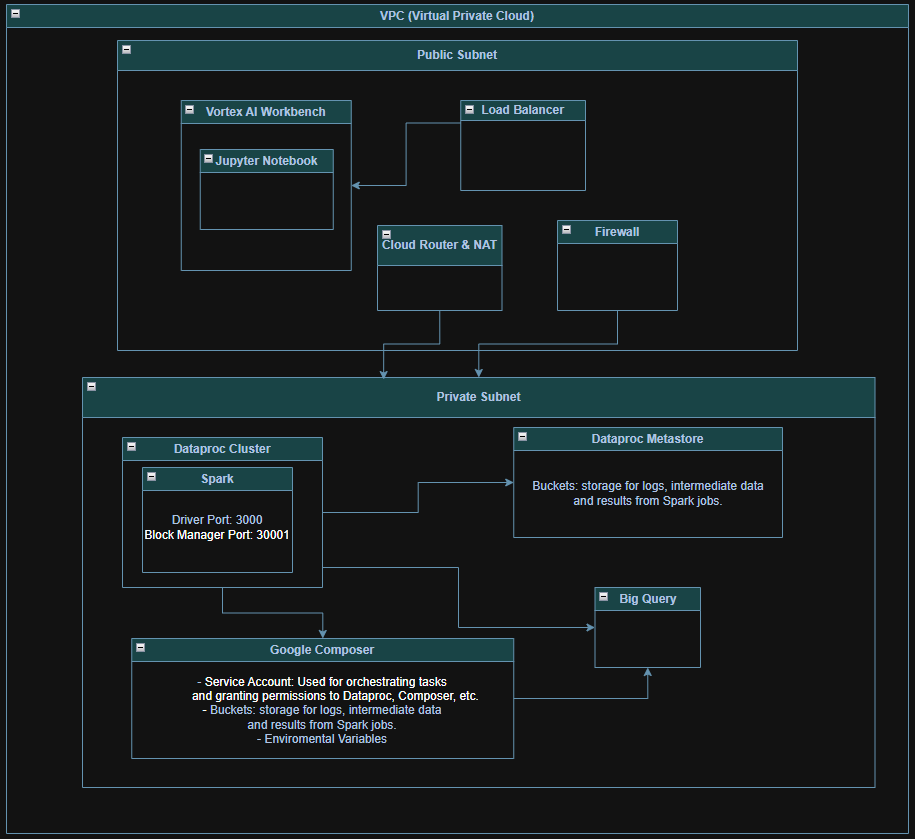 VPC (Virtual Private Cloud)
Public Subnet
Vortex AI Workbench
Load Balancer
Jupyter Notebook
Cloud Router & NAT
Firewall
Private Subnet
Dataproc Cluster
Dataproc Metastore
Spark
Buckets: storage for logs, intermediate data
and results from Spark jobs.
Driver Port: 3000
Block Manager Port: 30001
Big Query
Google Composer
- Service Account: Used for orchestrating tasks
and granting permissions to Dataproc, Composer, etc.
- Buckets: storage for logs, intermediate data
and results from Spark jobs.
- Enviromental Variables